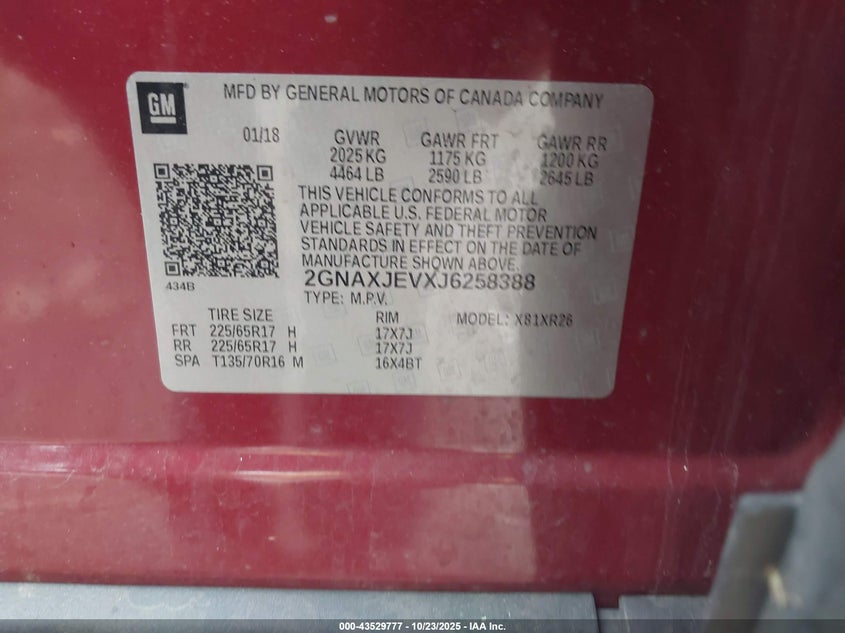 GM
MFD BY GENERAL MOTORS OF CANADA COMPANY
01/18 GVWR GAWR FRT GAWR RR
2025 KG 1175 KG 1200 KG
4464 LB 2590 LB 2645 LB
THIS VEHICLE CONFORMS TO ALL
APPLICABLE U.S. FEDERAL MOTOR
VEHICLE SAFETY AND THEFT PREVENTION
STANDARDS IN EFFECT ON THE DATE OF
MANUFACTURE SHOWN ABOVE.
434B 2GNAXJEVXJ6258388
TYPE: M.P.V.
TIRE SIZE RIM MODEL: X81XR26
FRT 225/65R17 H 17X7J
RR 225/65R17 H 17X7J
SPA T135/70R16 M 16X4BT
000-43529777 - 10/23/2025 - IAA Inc.